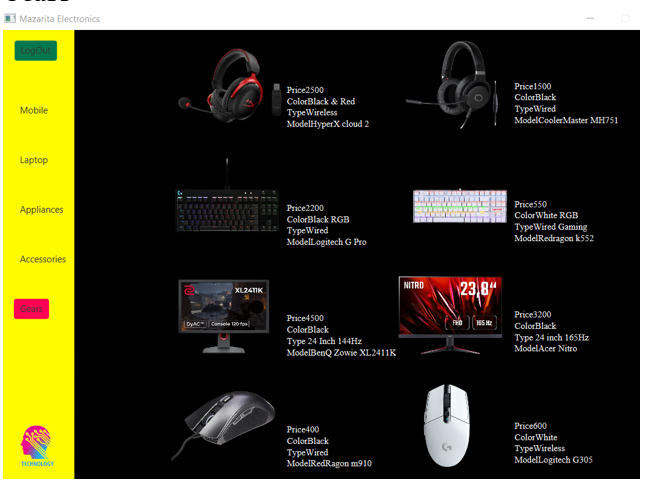 Mazarita Electronics
LogOut
Mobile
Laptop
Appliances
Accessories
Gears
TECHNOLOGY
Price2500
ColorBlack & Red
TypeWireless
ModelHyperX cloud 2
Price1500
ColorBlack
TypeWired
ModelCoolerMaster MH751
Price2200
ColorBlack RGB
TypeWired
ModelLogitech G Pro
Price550
ColorWhite RGB
TypeWired Gaming
ModelRedragon k552
XL2411K
DyAC™
Console 120 fps
Price4500
ColorBlack
Type 24 Inch 144Hz
ModelBenQ Zowie XL2411K
NITRO
23,8“
FHD
165 Hz
Price3200
ColorBlack
Type 24 inch 165Hz
ModelAcer Nitro
Price400
ColorBlack
TypeWired
ModelRedRagon m910
Price600
ColorWhite
TypeWireless
ModelLogitech G305